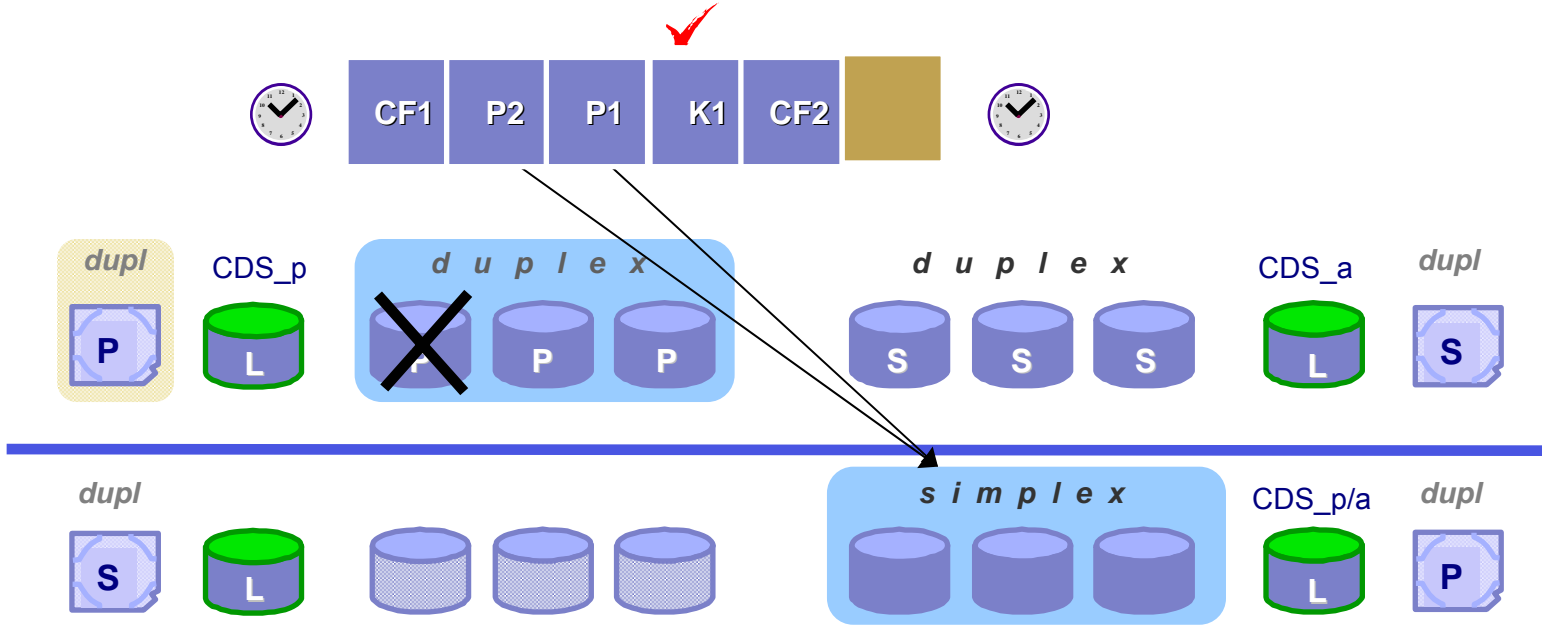 CF1 P2 P1 K1 CF2
dupl CDS_p d u p l e x d u p l e x CDS_a dupl
P L P P P S S S L S
dupl s i m p l e x CDS_p/a dupl
S L L P